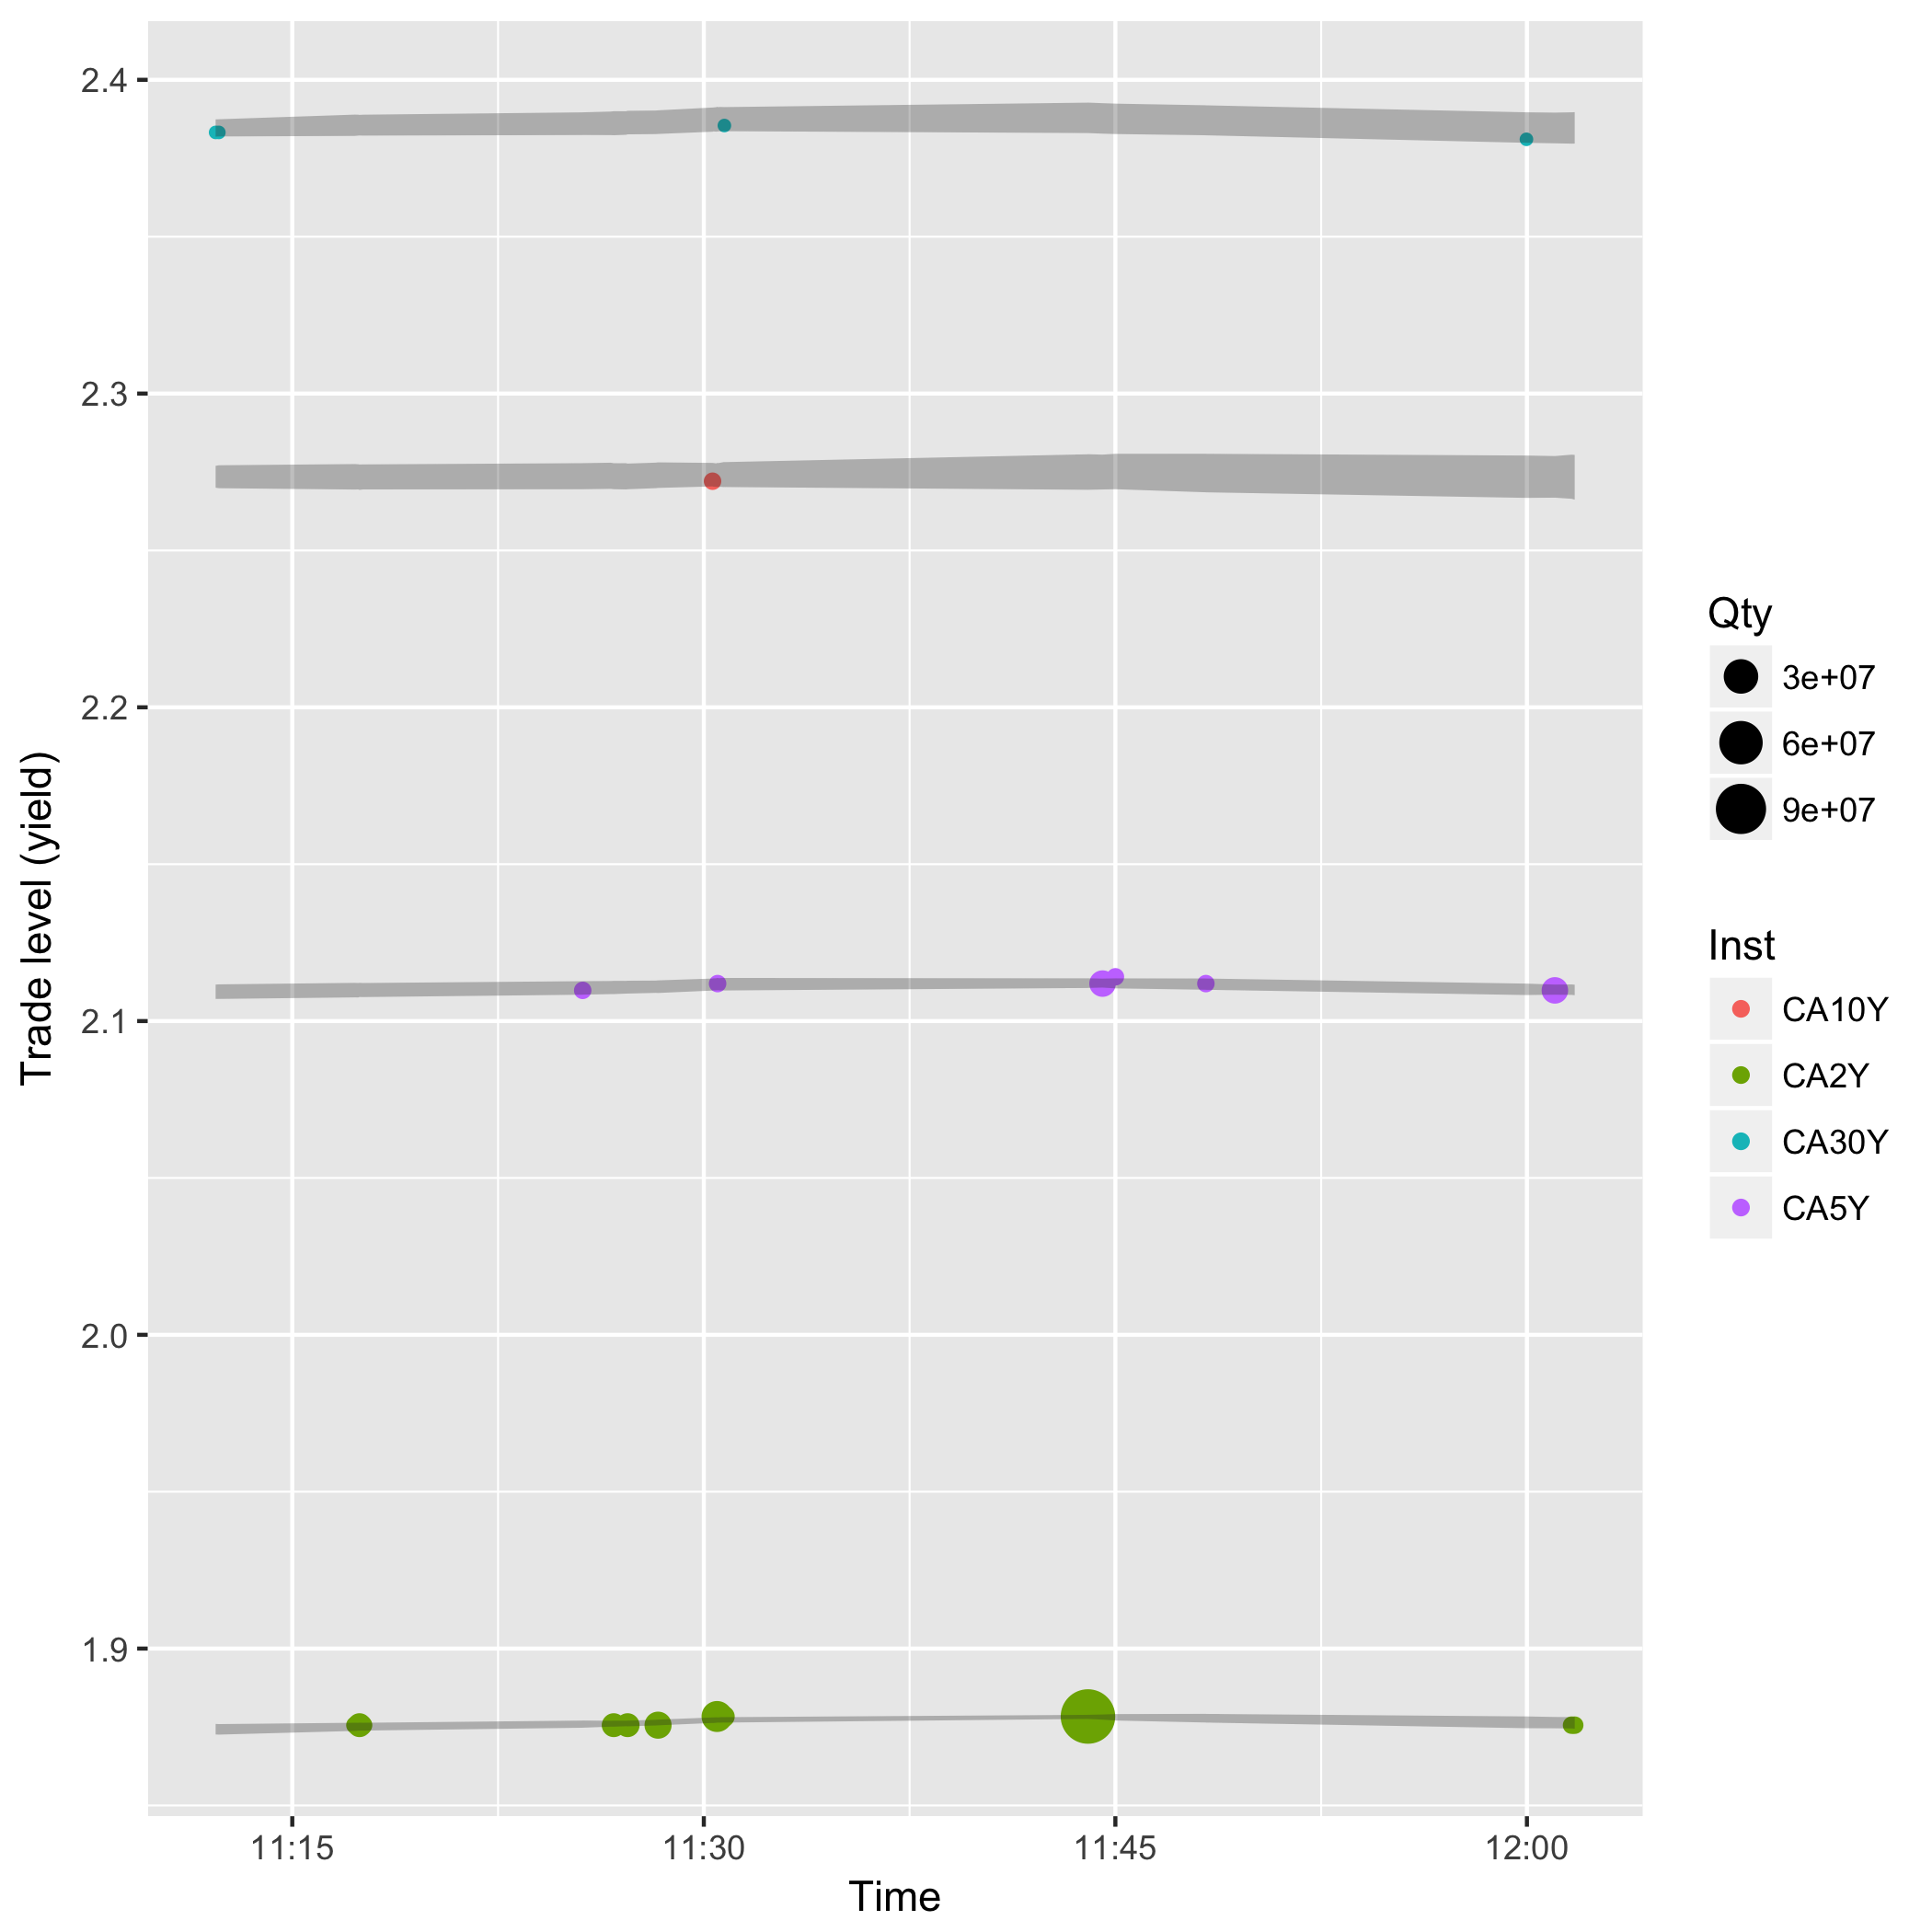 2.4
2.3
2.2
2.1
2.0
1.9
Trade level (yield)
11:15 11:30 11:45 12:00
Time
Qty
3e+07
6e+07
9e+07
Inst
CA10Y
CA2Y
CA30Y
CA5Y